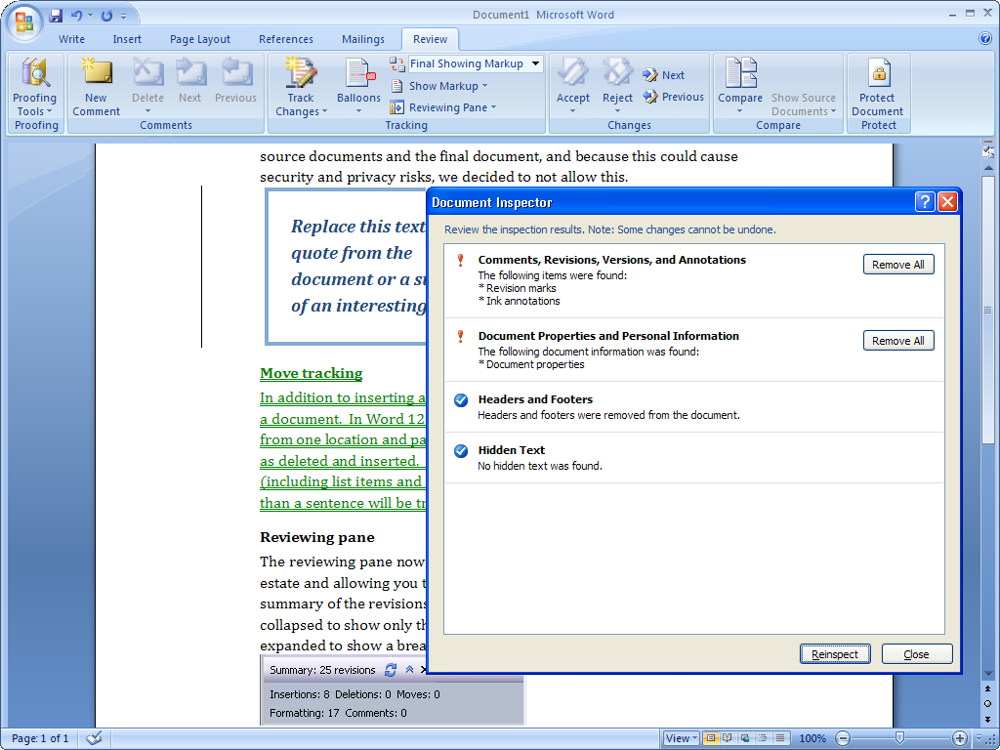 Document1 Microsoft Word
Write Insert Page Layout References Mailings Review
Proofing Tools
Proofing
New Comment
Delete
Next
Previous
Comments
Track Changes
Balloons
Final Showing Markup
Show Markup
Reviewing Pane
Tracking
Accept
Reject
Next
Previous
Changes
Compare
Show Source Documents
Compare
Protect Document
Protect
source documents and the final document, and because this could cause
security and privacy risks, we decided to not allow this.
Replace this text
quote from the
document or a
of an interesting
Move tracking
In addition to inserting
a document. In Word 12
from one location and
as deleted and inserted.
(including list items and
than a sentence will be
Reviewing pane
The reviewing pane now
estate and allowing you
summary of the revisions
collapsed to show only
expanded to show a
Summary: 25 revisions
Insertions: 8 Deletions: 0 Moves: 0
Formatting: 17 Comments: 0
Document Inspector
Review the inspection results. Note: Some changes cannot be undone.
Comments, Revisions, Versions, and Annotations
Remove All
The following items were found:
* Revision marks
* Ink annotations
Document Properties and Personal Information
Remove All
The following document information was found:
* Document properties
Headers and Footers
Headers and footers were removed from the document.
Hidden Text
No hidden text was found.
Reinspect Close
Page: 1 of 1
View 100%